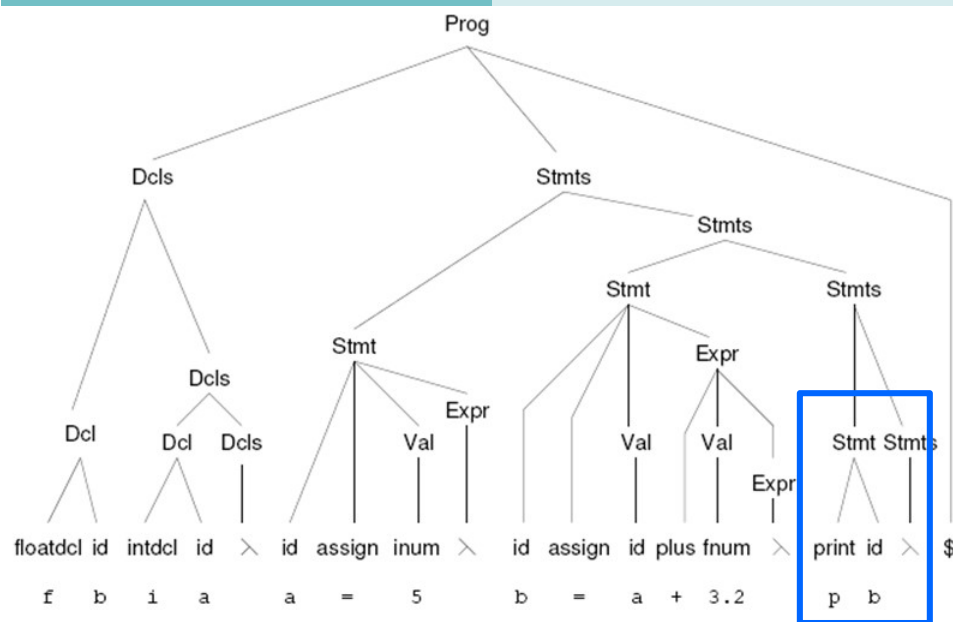 Prog
Dcls Stmts
Stmts
Stmt Stmts
Stmt Expr
Dcls
Expr
Dcl Dcl Dcls Val Val Val Stmt Stmts
Expr
floatdcl id intdcl id λ id assign inum λ id assign id plus fnum λ print id λ $
f b i a a = 5 b = a + 3.2 p b